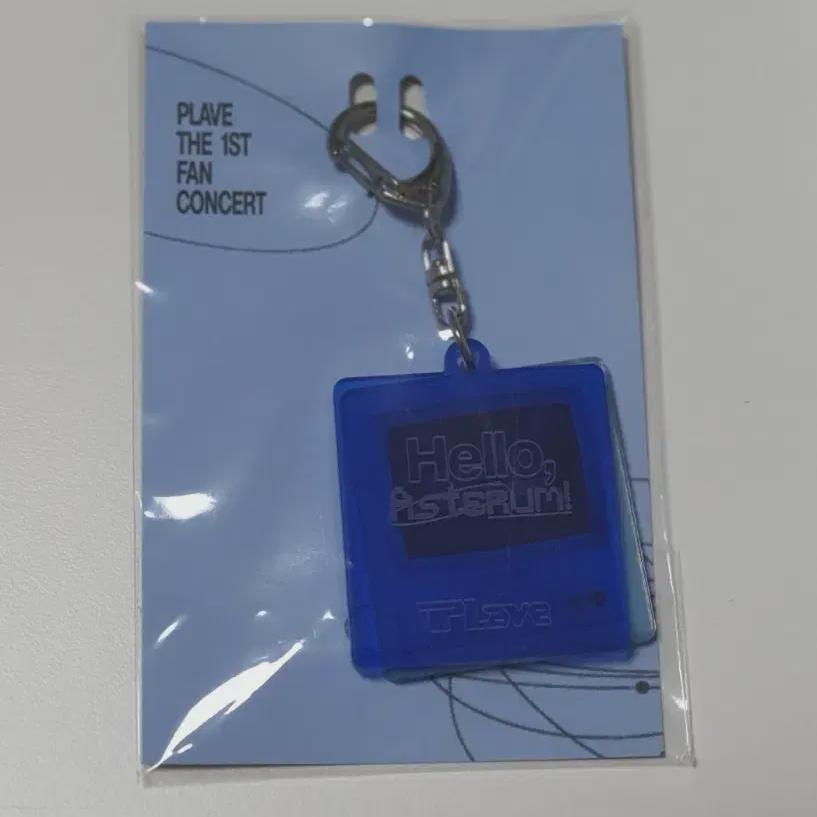 PLAVE
THE 1ST
FAN
CONCERT
Hello,
Asterum!
PLave